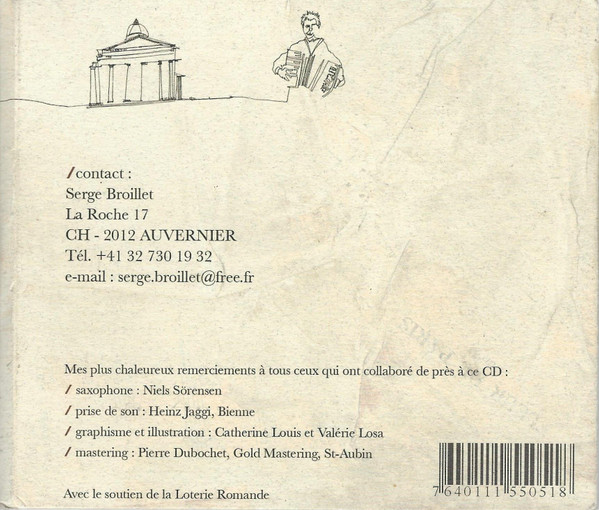 / contact :
Serge Broillet
La Roche 17
CH - 2012 AUVERNIER
Tél. +41 32 730 19 32
e-mail : serge.broillet@free.fr
Mes plus chaleureux remerciements à tous ceux qui ont collaboré de près à ce CD :
/ saxophone : Niels Sörensen
/ prise de son : Heinz Jaggi, Bienne
/ graphisme et illustration : Catherine Louis et Valérie Losa
/ mastering : Pierre Dubochet, Gold Mastering, St-Aubin
Avec le soutien de la Loterie Romande
7 640111 550518